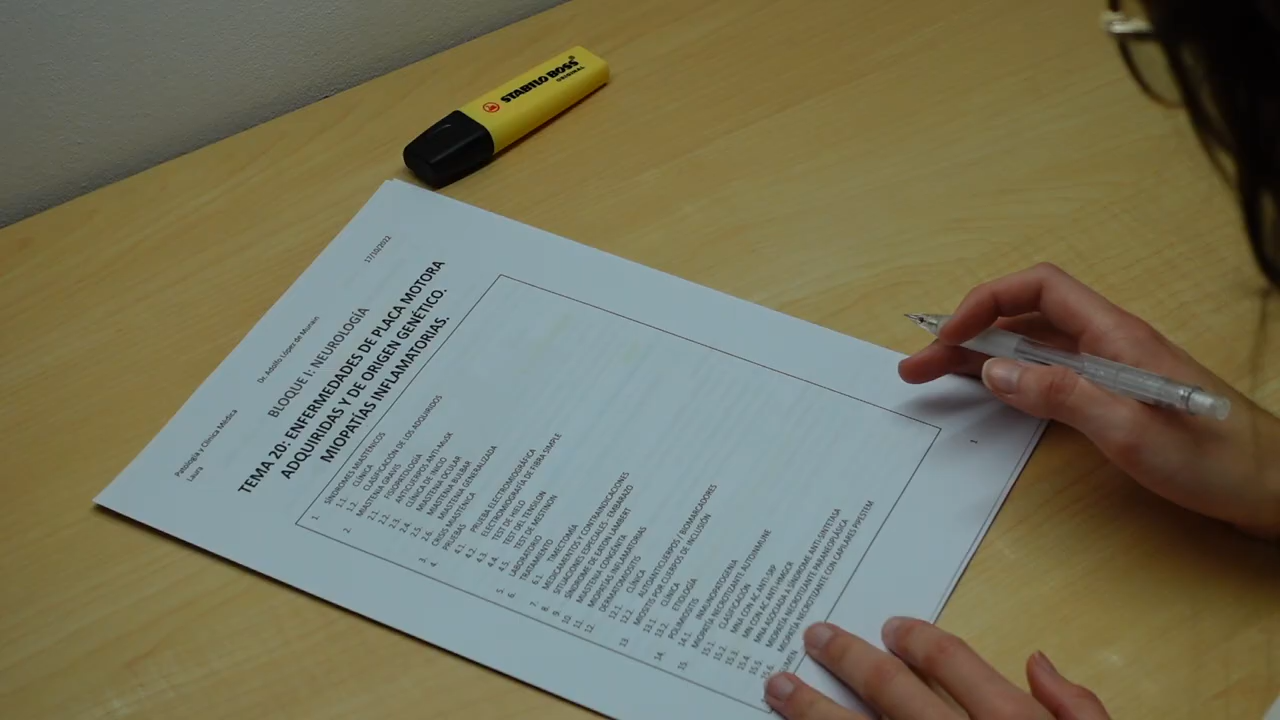 STABILO BOSS®
ORIGINAL
Patología y Clínica Médica
Laura
Dr. Adolfo López de Munain
17/10/2022
BLOQUE I: NEUROLOGÍA
TEMA 20: ENFERMEDADES DE PLACA MOTORA
ADQUIRIDAS Y DE ORIGEN GENÉTICO.
MIOPATÍAS INFLAMATORIAS.
1. SÍNDROMES MIASTÉNICOS
1.1. CLÍNICA
1.2. CLASIFICACIÓN DE LOS ADQUIRIDOS
2. MIASTENIA GRAVIS
2.1. FISIOPATOLOGÍA
2.2. ANTICUERPOS ANTI-MuSK
2.3. CLÍNICA DE INICIO
2.4. MIASTENIA OCULAR
2.5. MIASTENIA BULBAR
2.6. MIASTENIA GENERALIZADA
3. CRISIS MIASTÉNICA
4. PRUEBAS
4.1. PRUEBA ELECTROMIOGRÁFICA
4.2. ELECTROMIOGRAFÍA DE FIBRA SIMPLE
4.3. TEST DE HIELO
4.4. TEST DEL TENSILON
4.5. TEST DE MESTINON
5. LABORATORIO
6. TRATAMIENTO
6.1. TIMECTOMÍA
7. MEDICAMENTOS Y CONTRAINDICACIONES
8. SITUACIONES ESPECIALES - EMBARAZO
9. SÍNDROME DE EATON LAMBERT
10. MIASTENIA CONGÉNITA
11. MIOPATÍAS INFLAMATORIAS
12. DERMATOMIOSITIS
12.1. CLÍNICA
12.2. AUTOANTICUERPOS / BIOMARCADORES
13. MIOSITIS POR CUERPOS DE INCLUSIÓN
13.1. CLÍNICA
13.2. ETIOLOGÍA
14. POLIMIOSITIS
14.1. INMUNOPATOGENIA
15. MIOPATÍA NECROTIZANTE AUTOINMUNE
15.1. CLASIFICACIÓN
15.2. MNA CON AC ANTI-SRP
15.3. MN CON AC ANTI-HMGCR
15.4. MNA ASOCIADA A SÍNDROME ANTI-SINTETASA
15.5. MIOPATÍA NECROTIZANTE PARANEOPLÁSICA
15.6. MIOPATÍA NECROTIZANTE CON CAPILARES PIPESTEM
1